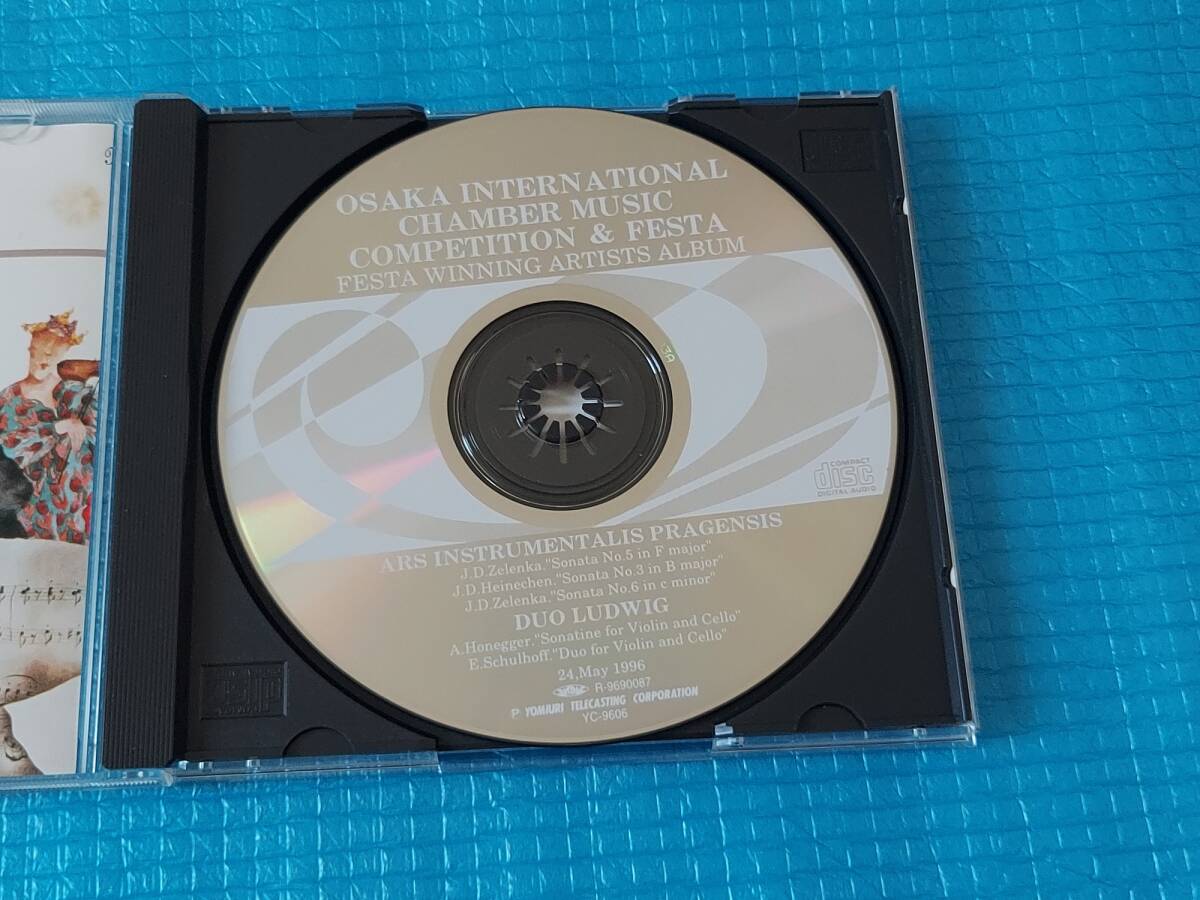 OSAKA INTERNATIONAL
CHAMBER MUSIC
COMPETITION & FESTA
FESTA WINNING ARTISTS ALBUM
COMPACT
disc
DIGITAL AUDIO
ARS INSTRUMENTALIS PRAGENSIS
J.D.Zelenka."Sonata No.5 in F major"
J.D.Heinechen."Sonata No.3 in B major"
J.D.Zelenka."Sonata No.6 in c minor"
DUO LUDWIG
A.Honegger."Sonatine for Violin and Cello"
E.Schulhoff."Duo for Violin and Cello"
24,May 1996
R-9690087
P YOMIURI TELECASTING CORPORATION
YC-9606